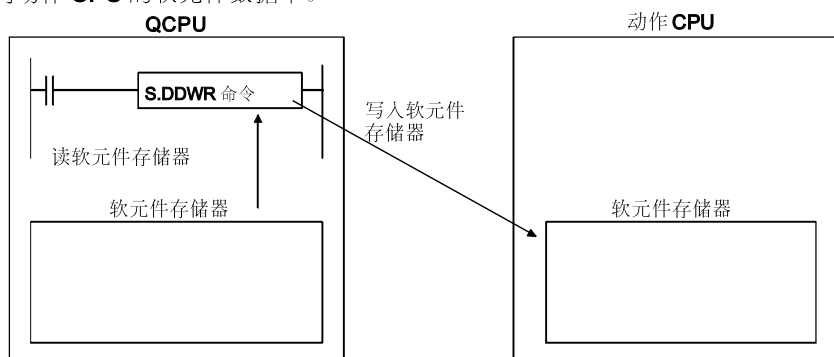 动作 CPU 的软元件数据中。
QCPU
动作 CPU
S.DDWR 命令
写入软元件
存储器
读软元件存储器
软元件存储器
软元件存储器